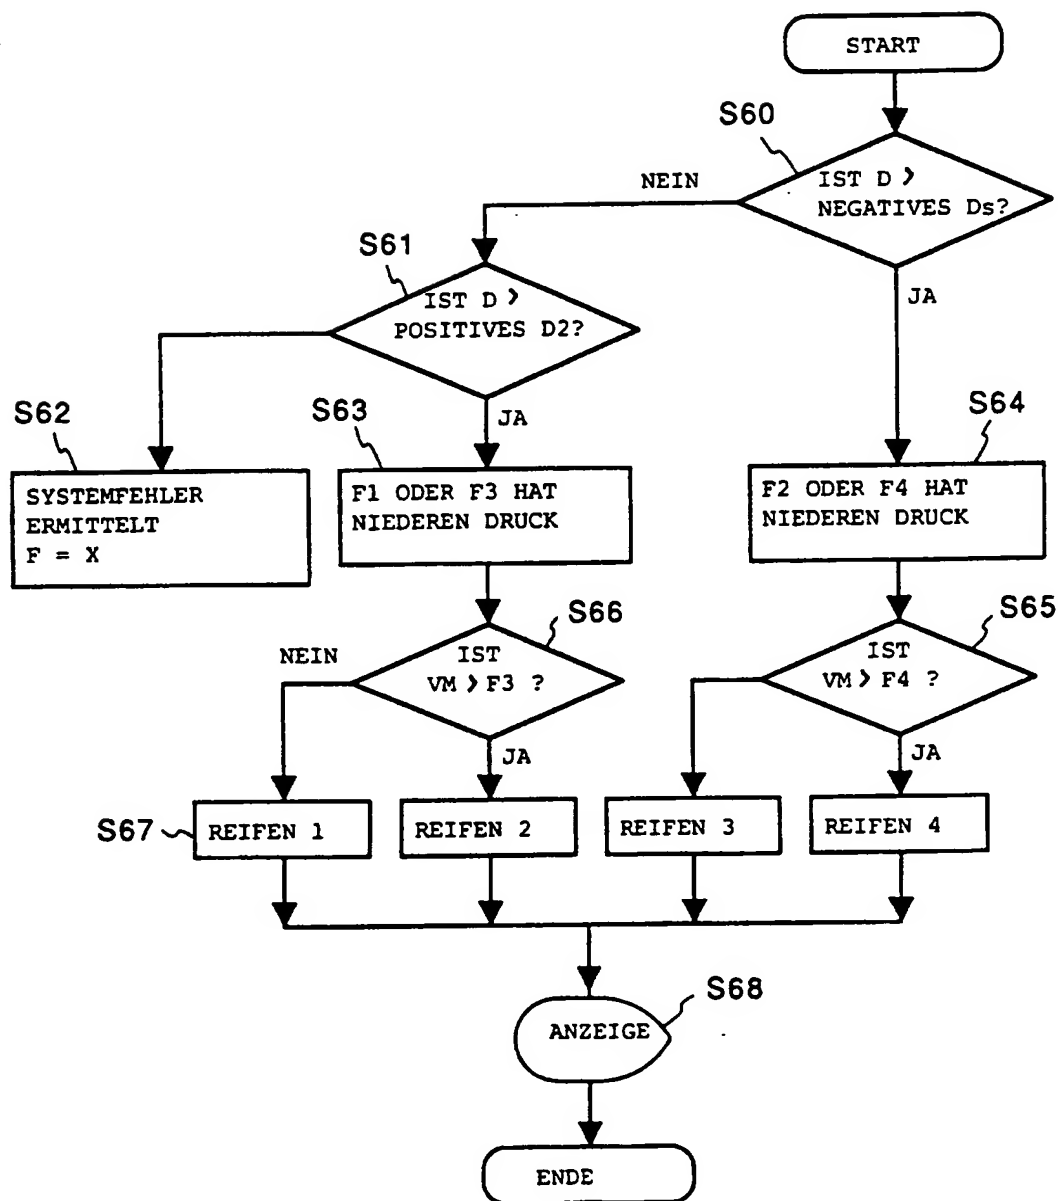 START
S60
NEIN
IST D >
NEGATIVES Ds?
S61
JA
IST D >
POSITIVES D2?
S62
S63
JA
S64
SYSTEMFEHLER
ERMITTELT
F = X
F1 ODER F3 HAT
NIEDEREN DRUCK
F2 ODER F4 HAT
NIEDEREN DRUCK
S66
S65
NEIN
IST
VM > F3 ?
IST
VM > F4 ?
JA
JA
S67
REIFEN 1
REIFEN 2
REIFEN 3
REIFEN 4
S68
ANZEIGE
ENDE